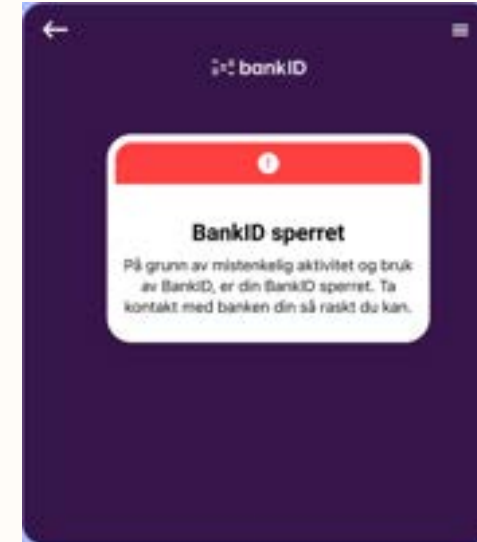 bankID
BankID sperret
På grunn av mistenkelig aktivitet og bruk
av BankID, er din BankID sperret. Ta
kontakt med banken din så raskt du kan.